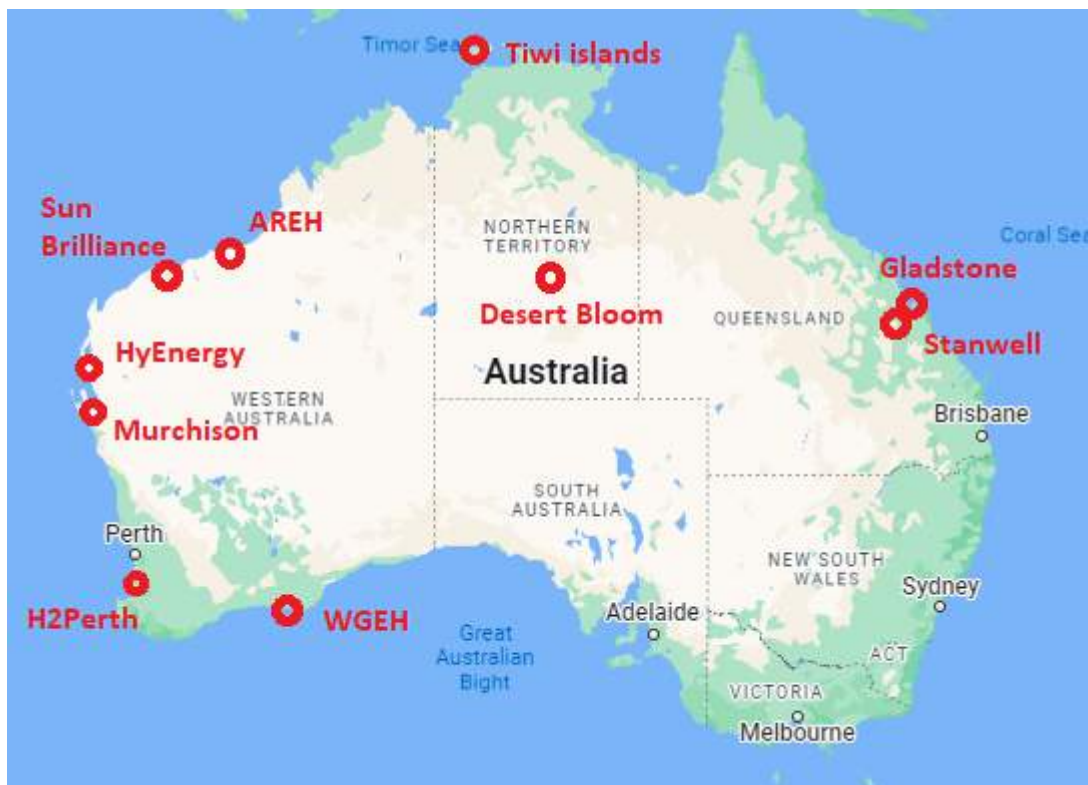 Timor Sea
Tiwi islands
Sun
Brilliance
AREH
NORTHERN
TERRITORY
Coral Sea
Gladstone
Desert Bloom
QUEENSLAND
Stanwell
HyEnergy
Australia
WESTERN
AUSTRALIA
Murchison
Brisbane
SOUTH
AUSTRALIA
Perth
NEW SOUTH
WALES
H2Perth
WGEH
Adelaide
Sydney
Great
Australian
Bight
ACT
VICTORIA
Melbourne